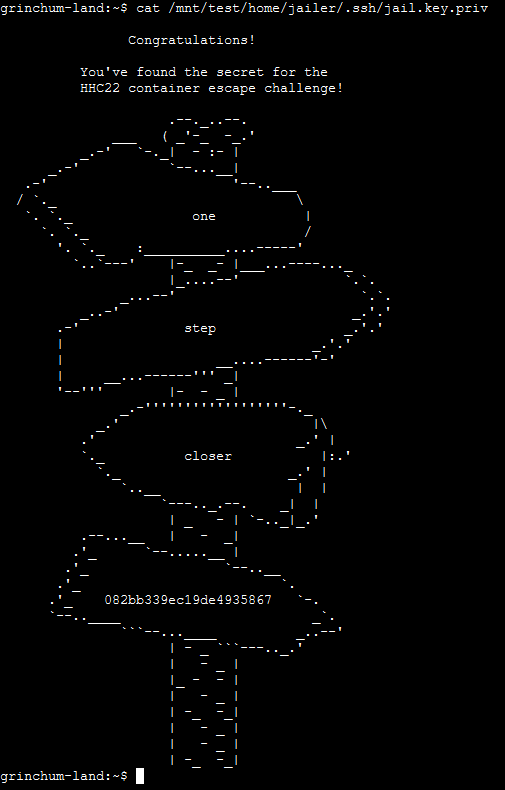 grinchum-land:~$ cat /mnt/test/home/jailer/.ssh/jail.key.priv
Congratulations!
You've found the secret for the
HHC22 container escape challenge!
one
step
closer
082bb339ec19de4935867
grinchum-land:~$